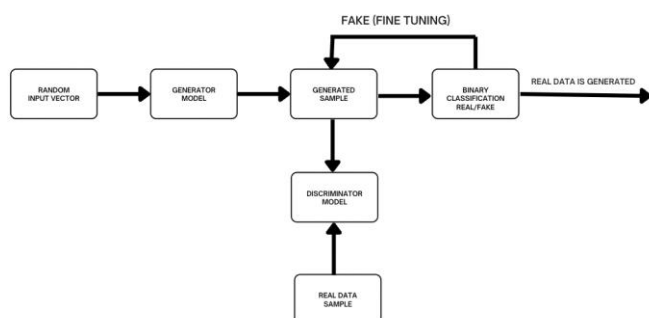 FAKE (FINE TUNING)
RANDOM
INPUT VECTOR
GENERATOR
MODEL
GENERATED
SAMPLE
BINARY
CLASSIFICATION
REAL/FAKE
REAL DATA IS GENERATED
DISCRIMINATOR
MODEL
REAL DATA
SAMPLE